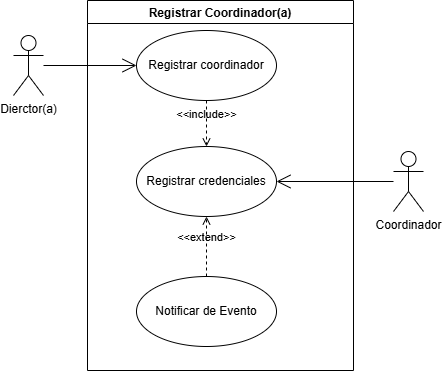 Registrar Coordinador(a)
Registrar coordinador
Dierctor(a)
<<include>>
Registrar credenciales
Coordinador
<<extend>>
Notificar de Evento